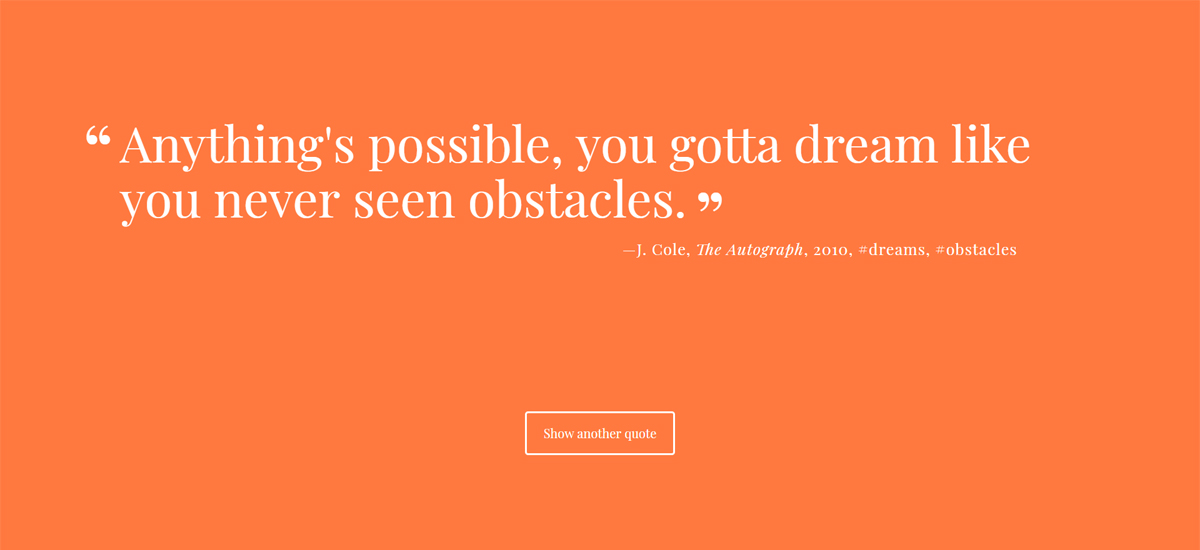 “ Anything's possible, you gotta dream like
you never seen obstacles. ”
—J. Cole, The Autograph, 2010, #dreams, #obstacles
Show another quote